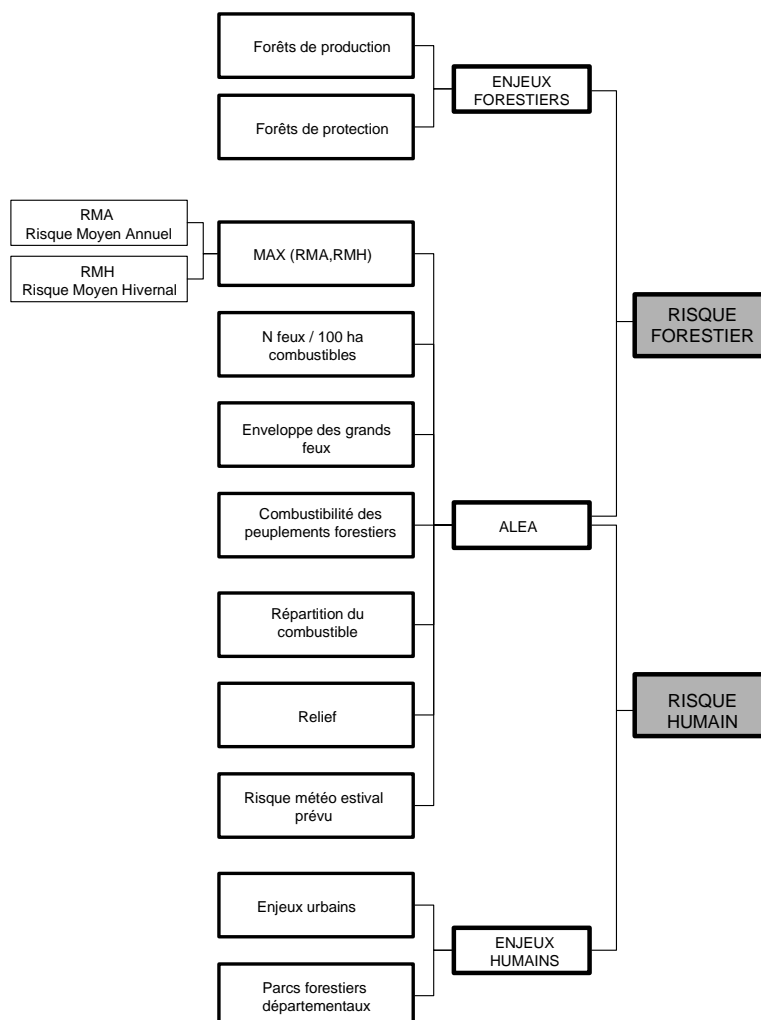 Forêts de production
Forêts de protection
ENJEUX
FORESTIERS
RMA
Risque Moyen Annuel
RMH
Risque Moyen Hivernal
MAX (RMA,RMH)
N feux / 100 ha
combustibles
Enveloppe des grands
feux
Combustibilité des
peuplements forestiers
Répartition du
combustible
Relief
Risque météo estival
prévu
ALEA
RISQUE
FORESTIER
RISQUE
HUMAIN
Enjeux urbains
Parcs forestiers
départementaux
ENJEUX
HUMAINS